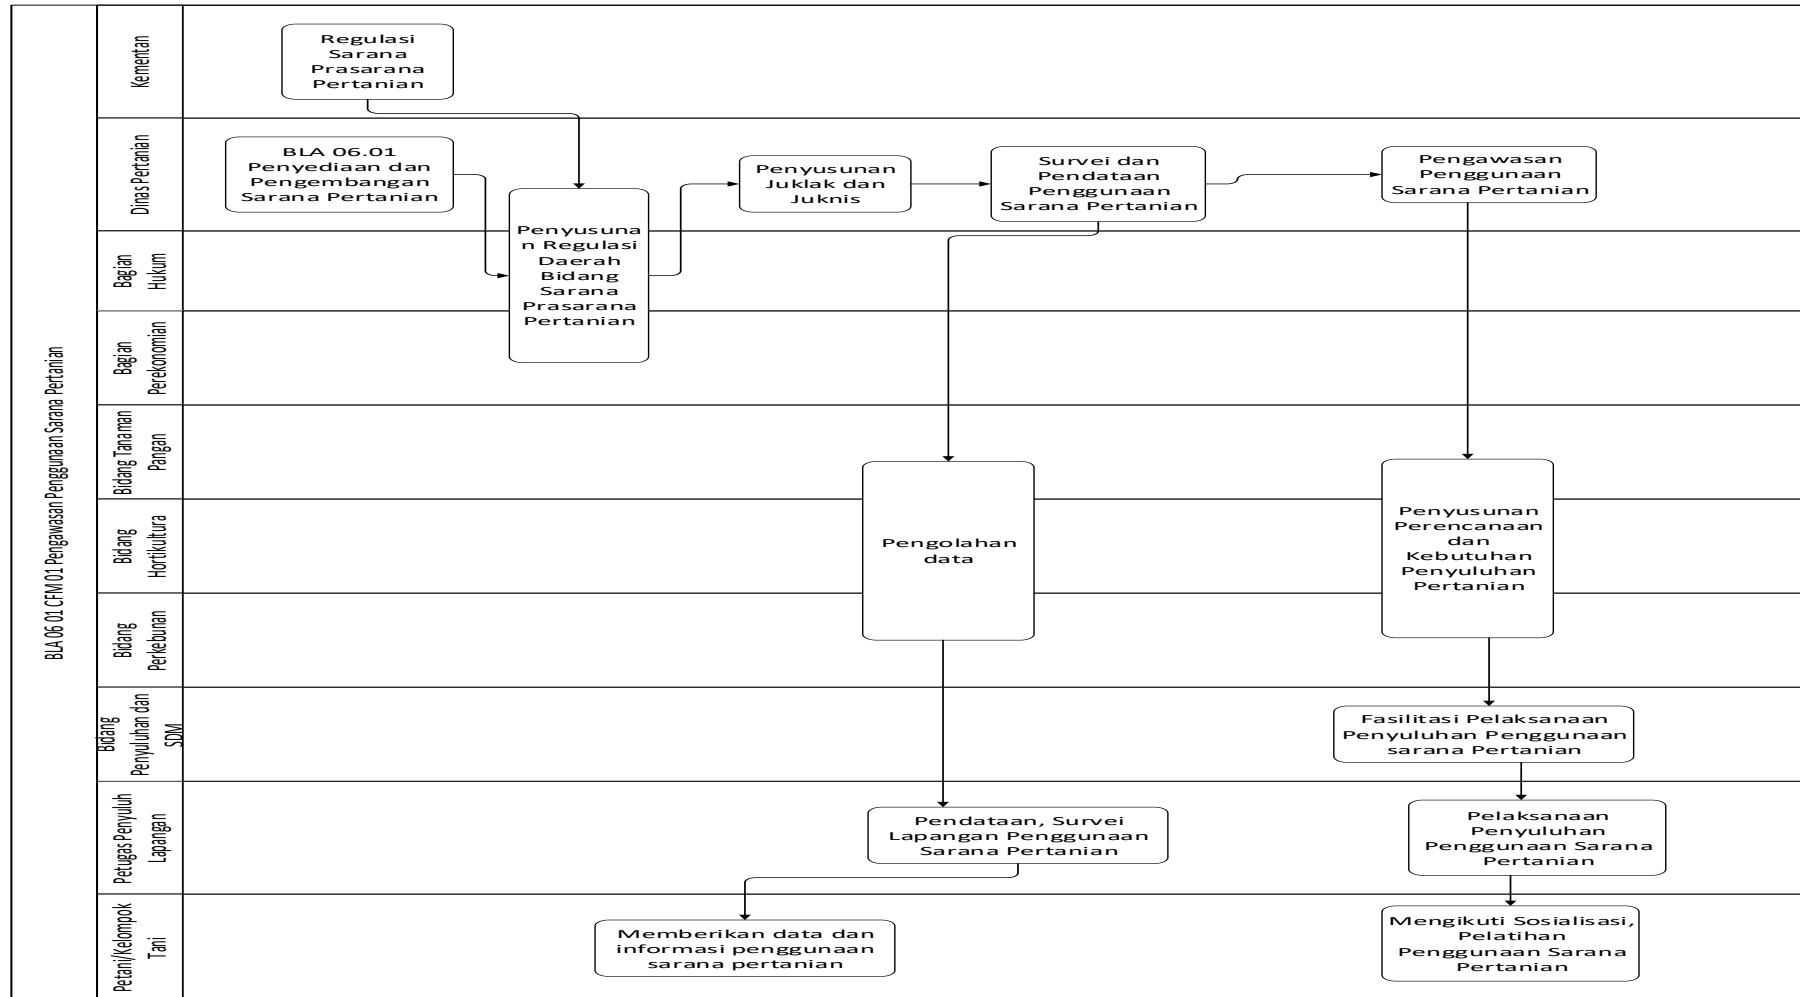 BLA 06 01 CFM 01 Pengawasan Penggunaan Sarana Pertanian
Kementan
Regulasi
Sarana
Prasarana
Pertanian
Dinas Pertanian
BLA 06.01
Penyediaan dan
Pengembangan
Sarana Pertanian
Penyusuna
n Regulasi
Daerah
Bidang
Sarana
Prasarana
Pertanian
Penyusunan
Juklak dan
Juknis
Survei dan
Pendataan
Penggunaan
Sarana Pertanian
Pengawasan
Penggunaan
Sarana Pertanian
Bagian
Hukum
Bagian
Perekonomian
Bidang Tanaman
Pangan
Bidang
Hortikultura
Pengolahan
data
Penyusunan
Perencanaan
dan
Kebutuhan
Penyuluhan
Pertanian
Bidang
Perkebunan
Bidang
Penyuluhan dan
SDM
Fasilitasi Pelaksanaan
Penyuluhan Penggunaan
sarana Pertanian
Petugas Penyuluh
Lapangan
Pendataan, Survei
Lapangan Penggunaan
Sarana Pertanian
Pelaksanaan
Penyuluhan
Penggunaan Sarana
Pertanian
Petani/Kelompok
Tani
Memberikan data dan
informasi penggunaan
sarana pertanian
Mengikuti Sosialisasi,
Pelatihan
Penggunaan Sarana
Pertanian